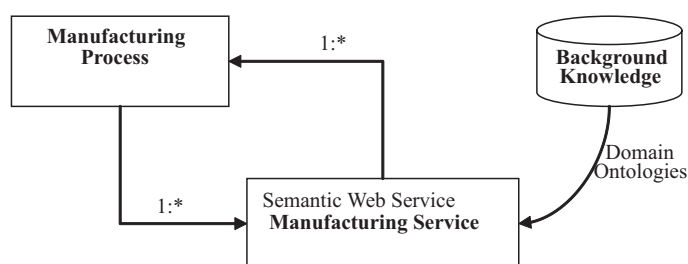 Manufacturing
Process
1:*
Background
Knowledge
Domain
Ontologies
Semantic Web Service
Manufacturing Service
1:*